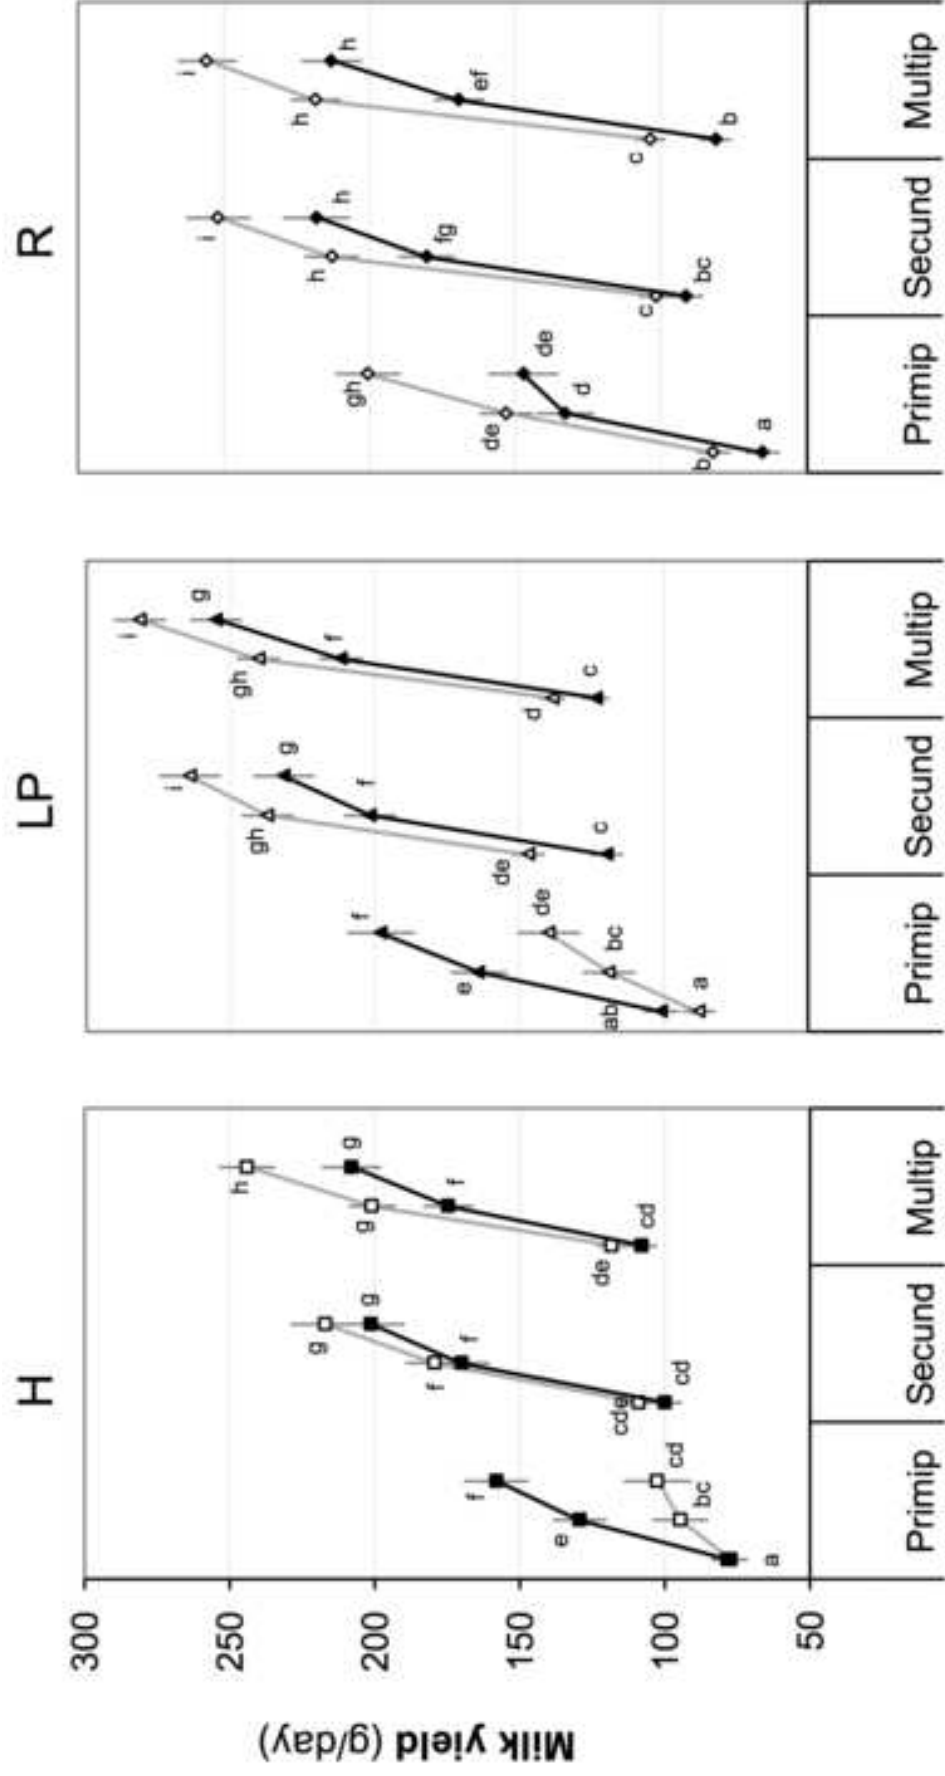 H
LP
R
Milk yield (g/day)
300
250
200
150
100
50
a
e
bc
f
cd
cde
cd
f
f
g
g
de
cd
g
f
h
g
Primip Secund Multip
ab
a
e
bc
f
de
de
c
gh
f
i
g
d
c
gh
f
i
g
Primip Secund Multip
b
a
de
d
gh
de
c
bc
h
fg
i
h
c
b
h
ef
i
h
Primip Secund Multip